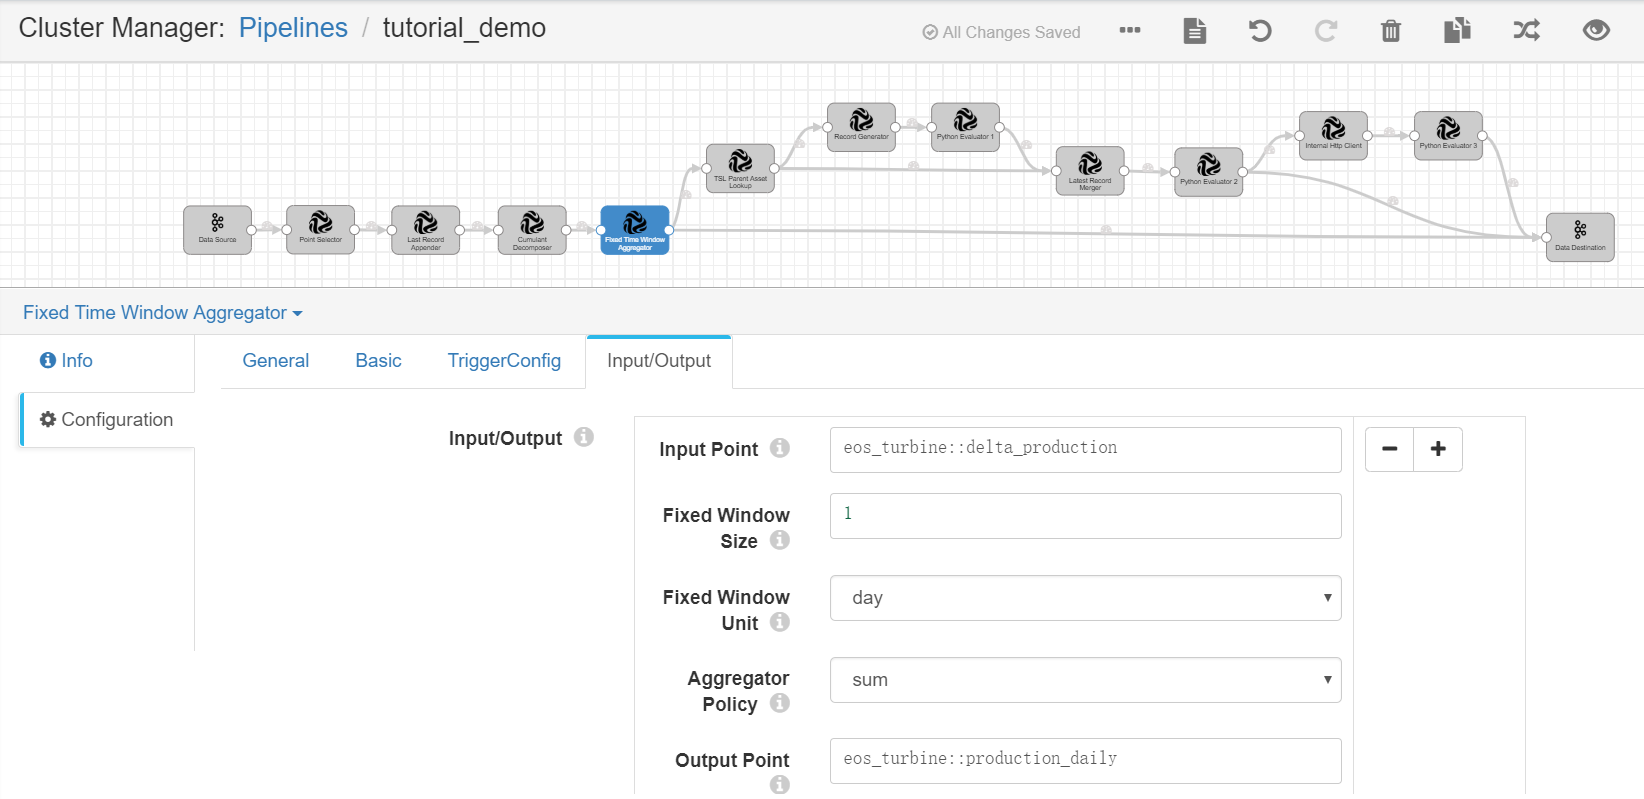 Cluster Manager: Pipelines / tutorial_demo
All Changes Saved
Record Generator
Python Evaluator 1
Internal Http Client
Python Evaluator 3
TSL Parent Asset
Lookup
Latest Record
Merger
Python Evaluator 2
Data Source
Point Selector
Last Record
Appender
Cumulant
Decomposer
Fixed Time Window
Aggregator
Data Destination
Fixed Time Window Aggregator
Info
General
Basic
TriggerConfig
Input/Output
Configuration
Input/Output
Input Point
eos_turbine::delta_production
Fixed Window
Size
1
Fixed Window
Unit
day
Aggregator
Policy
sum
Output Point
eos_turbine::production_daily